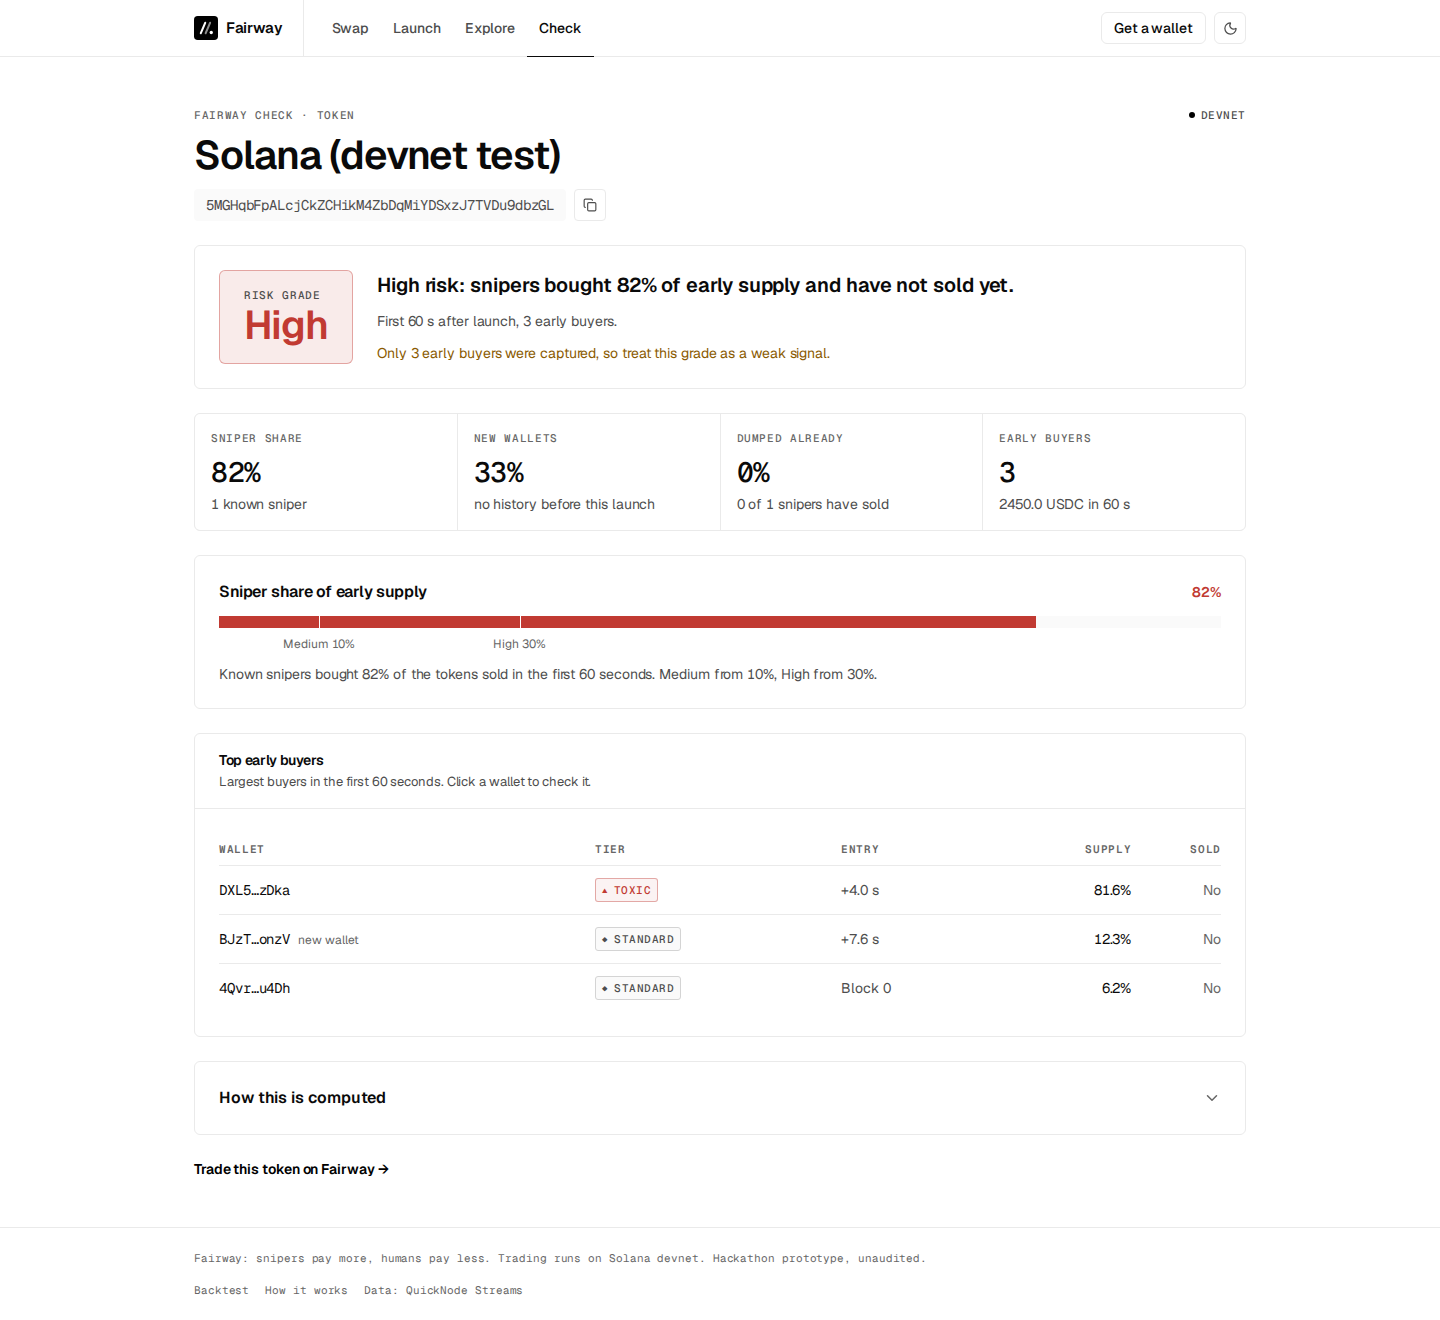 Fairway
Swap
Launch
Explore
Check
Get a wallet
FAIRWAY CHECK · TOKEN
DEVNET
Solana (devnet test)
5MGHqbFpALcjCkZCHikM4ZbDqMiYDSxzJ7TVDu9dbzGL
RISK GRADE
High
High risk: snipers bought 82% of early supply and have not sold yet.
First 60 s after launch, 3 early buyers.
Only 3 early buyers were captured, so treat this grade as a weak signal.
SNIPER SHARE
82%
1 known sniper
NEW WALLETS
33%
no history before this launch
DUMPED ALREADY
0%
0 of 1 snipers have sold
EARLY BUYERS
3
2450.0 USDC in 60 s
Sniper share of early supply
82%
Medium 10%
High 30%
Known snipers bought 82% of the tokens sold in the first 60 seconds. Medium from 10%, High from 30%.
Top early buyers
Largest buyers in the first 60 seconds. Click a wallet to check it.
WALLET TIER ENTRY SUPPLY SOLD
DXL5…zDka TOXIC +4.0 s 81.6% No
BJzT…onzV new wallet STANDARD +7.6 s 12.3% No
4Qvr…u4Dh STANDARD Block 0 6.2% No
How this is computed
Trade this token on Fairway →
Fairway: snipers pay more, humans pay less. Trading runs on Solana devnet. Hackathon prototype, unaudited.
Backtest How it works Data: QuickNode Streams